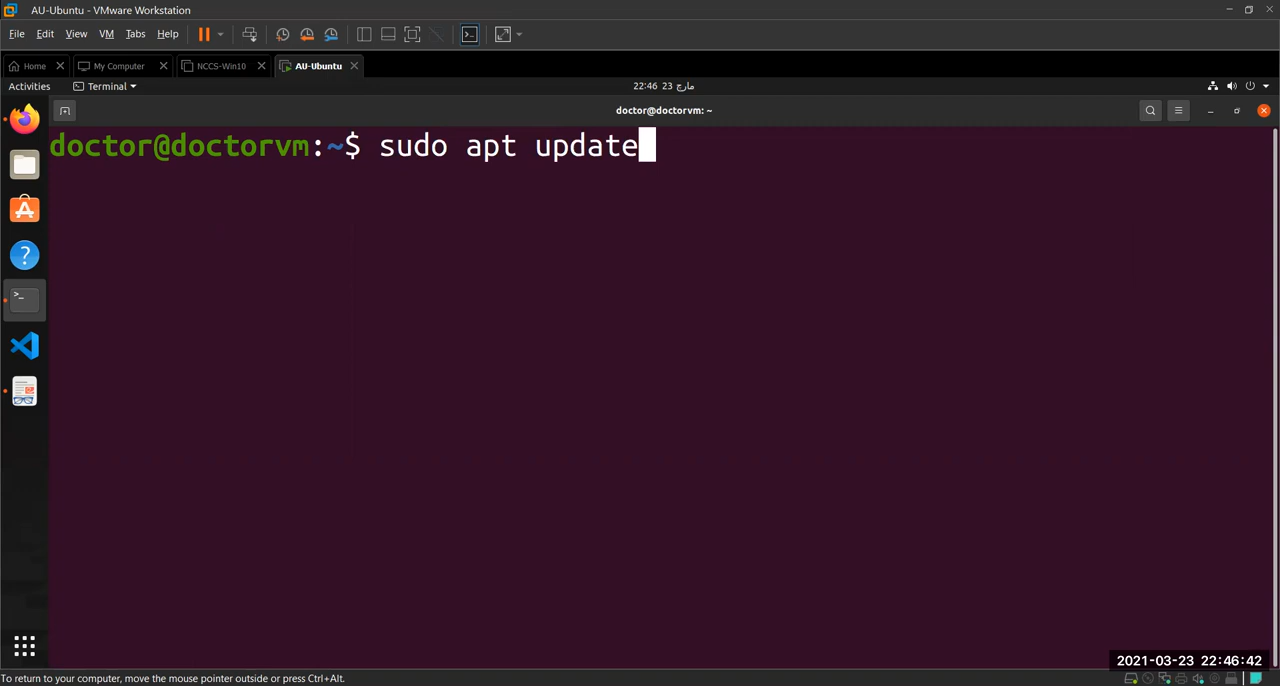 AU-Ubuntu - VMware Workstation
File Edit View VM Tabs Help
Home My Computer NCCS-Win10 AU-Ubuntu
Activities Terminal 22:46 23 مارچ
doctor@doctorvm: ~
doctor@doctorvm:~$ sudo apt update
2021-03-23 22:46:42
To return to your computer, move the mouse pointer outside or press Ctrl+Alt.